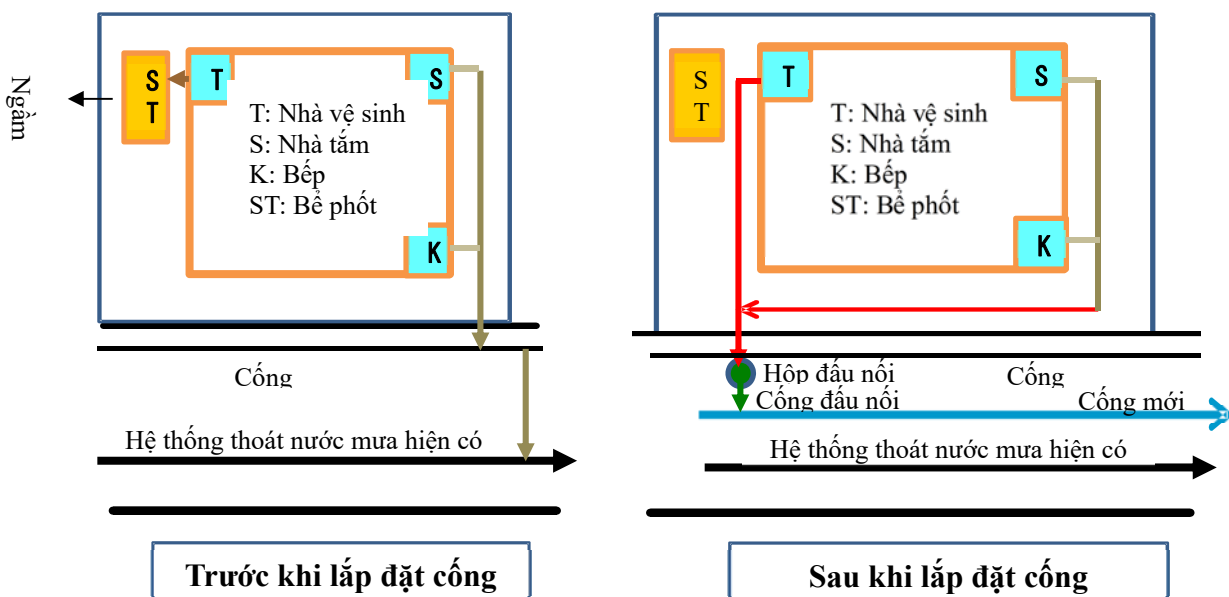 Ngầm
S
T
T
S
T: Nhà vệ sinh
S: Nhà tắm
K: Bếp
ST: Bể phốt
K
Cống
Hệ thống thoát nước mưa hiện có
Trước khi lắp đặt cống
S
T
T
S
T: Nhà vệ sinh
S: Nhà tắm
K: Bếp
ST: Bể phốt
K
Hộp đấu nối
Cống
Cống đấu nối
Cống mới
Hệ thống thoát nước mưa hiện có
Sau khi lắp đặt cống